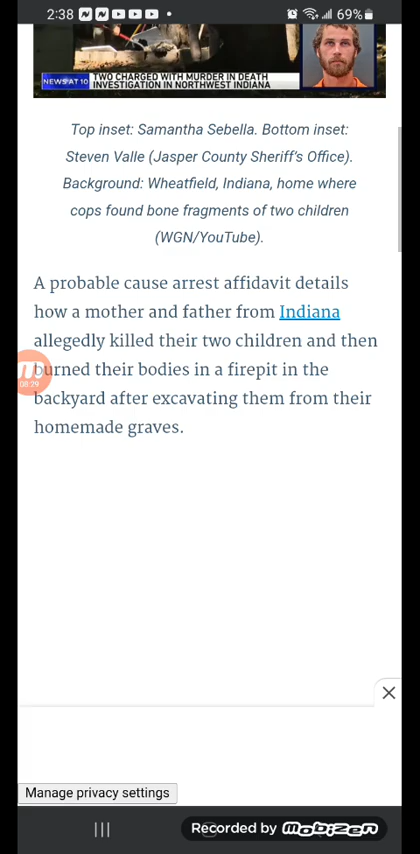 2:38
69%
NEWS AT 10
TWO CHARGED WITH MURDER IN DEATH
INVESTIGATION IN NORTHWEST INDIANA
Top inset: Samantha Sebella. Bottom inset:
Steven Valle (Jasper County Sheriff's Office).
Background: Wheatfield, Indiana, home where
cops found bone fragments of two children
(WGN/YouTube).
A probable cause arrest affidavit details
how a mother and father from Indiana
allegedly killed their two children and then
burned their bodies in a firepit in the
08:29
backyard after excavating them from their
homemade graves.
Manage privacy settings
Recorded by mobizen